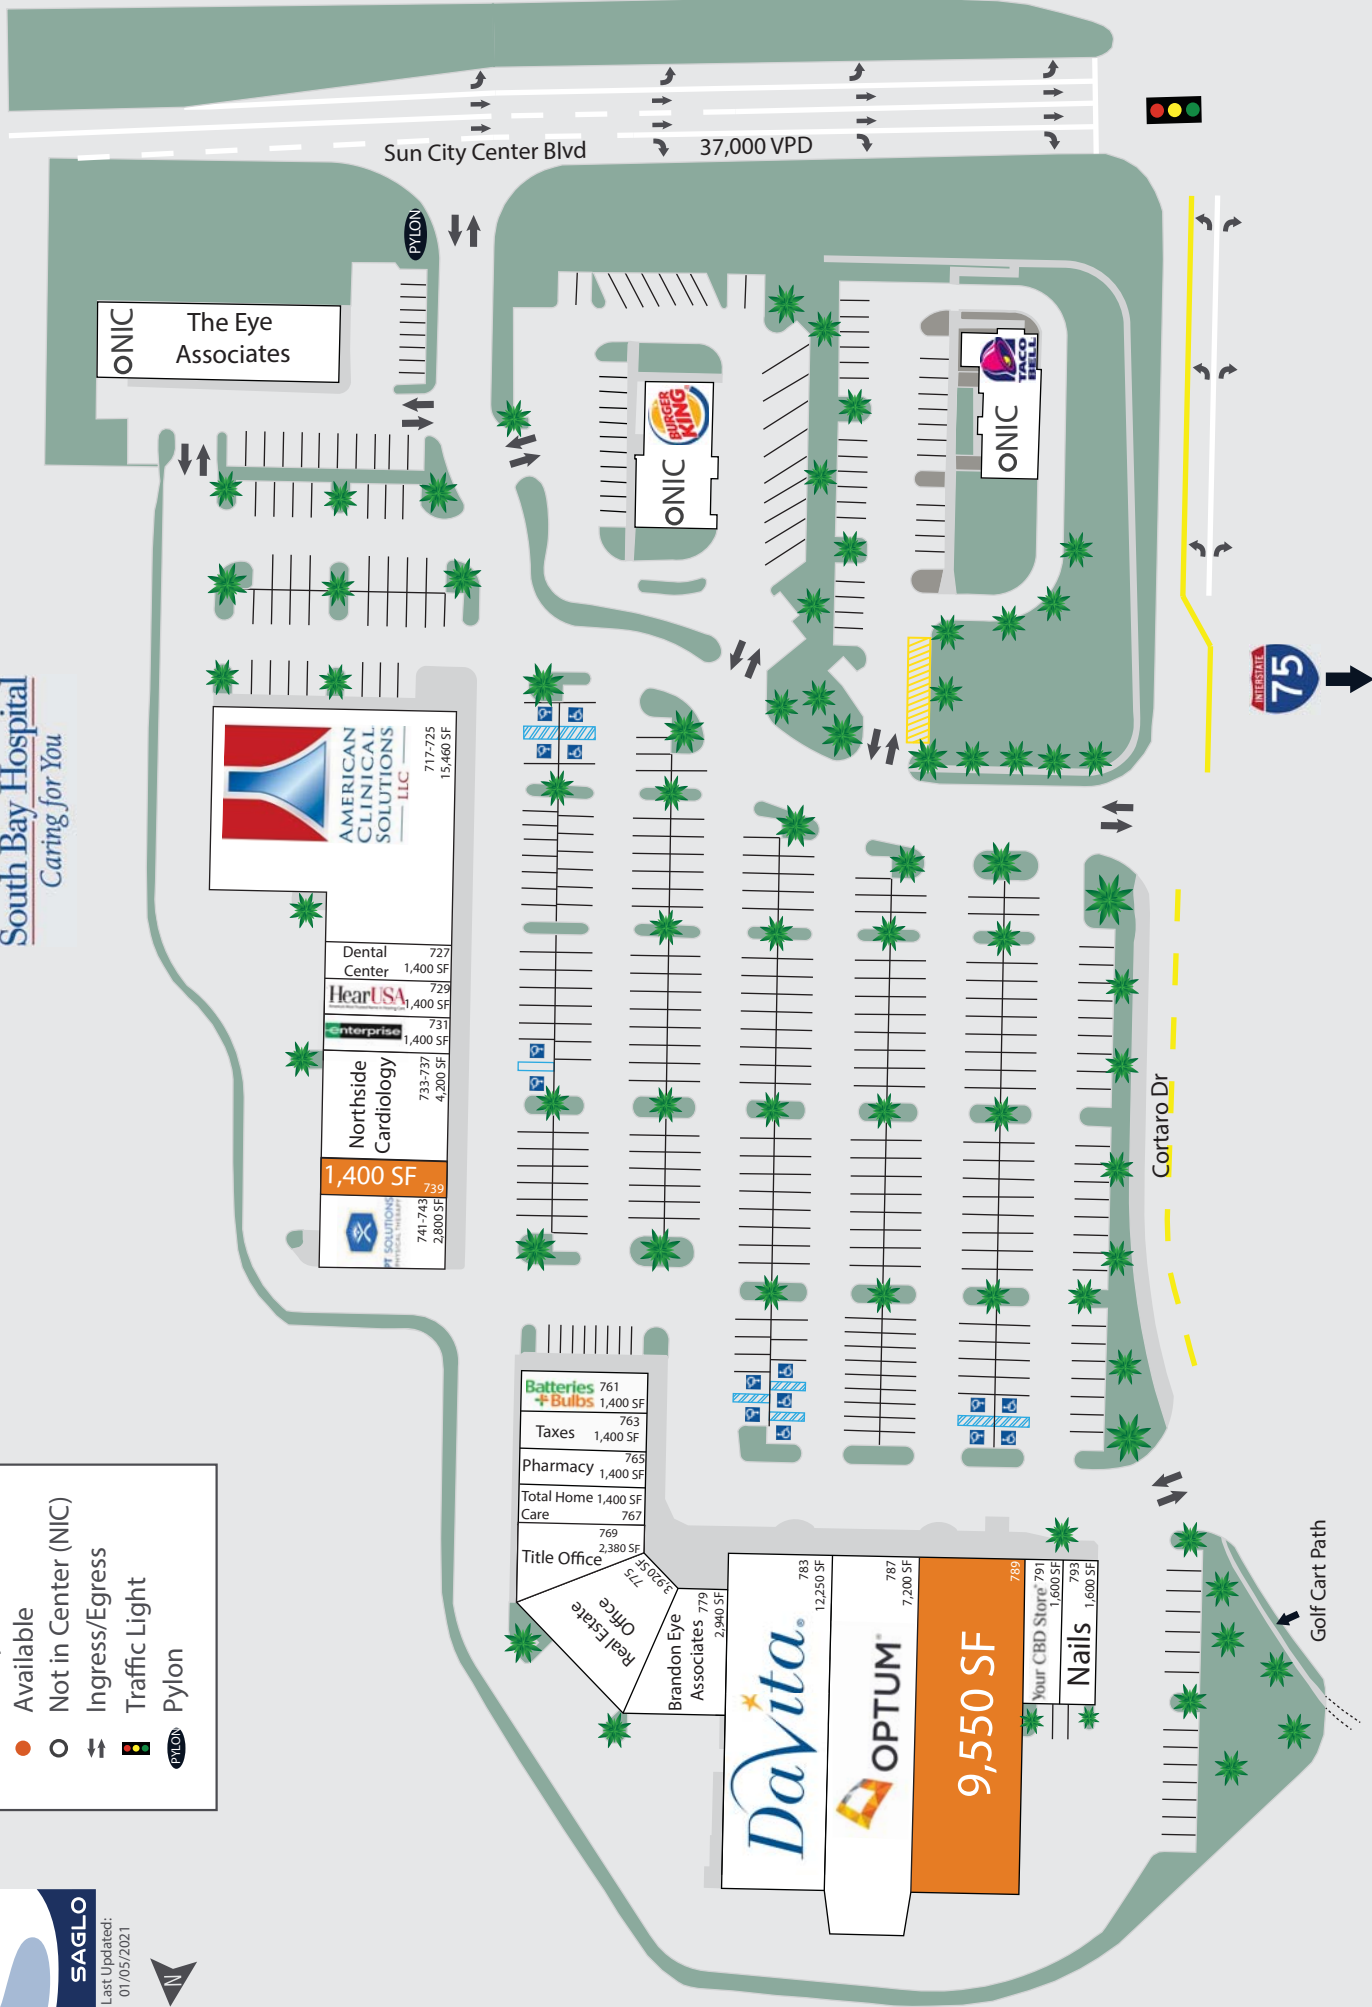 South Bay Hospital
Caring for You
Sun City Center Blvd
37,000 VPD
PYLON
NIC
The Eye
Associates
BURGER
KING
NIC
TACO
BELL
NIC
INTERSTATE
75
AMERICAN
CLINICAL
SOLUTIONS
LLC
717-725
15,460 SF
Dental
Center
727
1,400 SF
HearUSA
729
1,400 SF
enterprise
731
1,400 SF
Northside
Cardiology
733-737
4,200 SF
1,400 SF
739
PT SOLUTIONS
PHYSICAL THERAPY
741-743
2,800 SF
Cortaro Dr
Batteries
+Bulbs
761
1,400 SF
Taxes
763
1,400 SF
Pharmacy
765
1,400 SF
Total Home
Care
1,400 SF
767
Title Office
769
2,380 SF
Real Estate
Office
775
3,920 SF
Brandon Eye
Associates
779
2,940 SF
DaVita
783
12,250 SF
OPTUM
787
7,200 SF
9,550 SF
789
Your CBD Store
791
1,600 SF
Nails
793
1,600 SF
Golf Cart Path
Available
Not in Center (NIC)
Ingress/Egress
Traffic Light
PYLON
Pylon
SAGLO
Last Updated:
01/05/2021
N